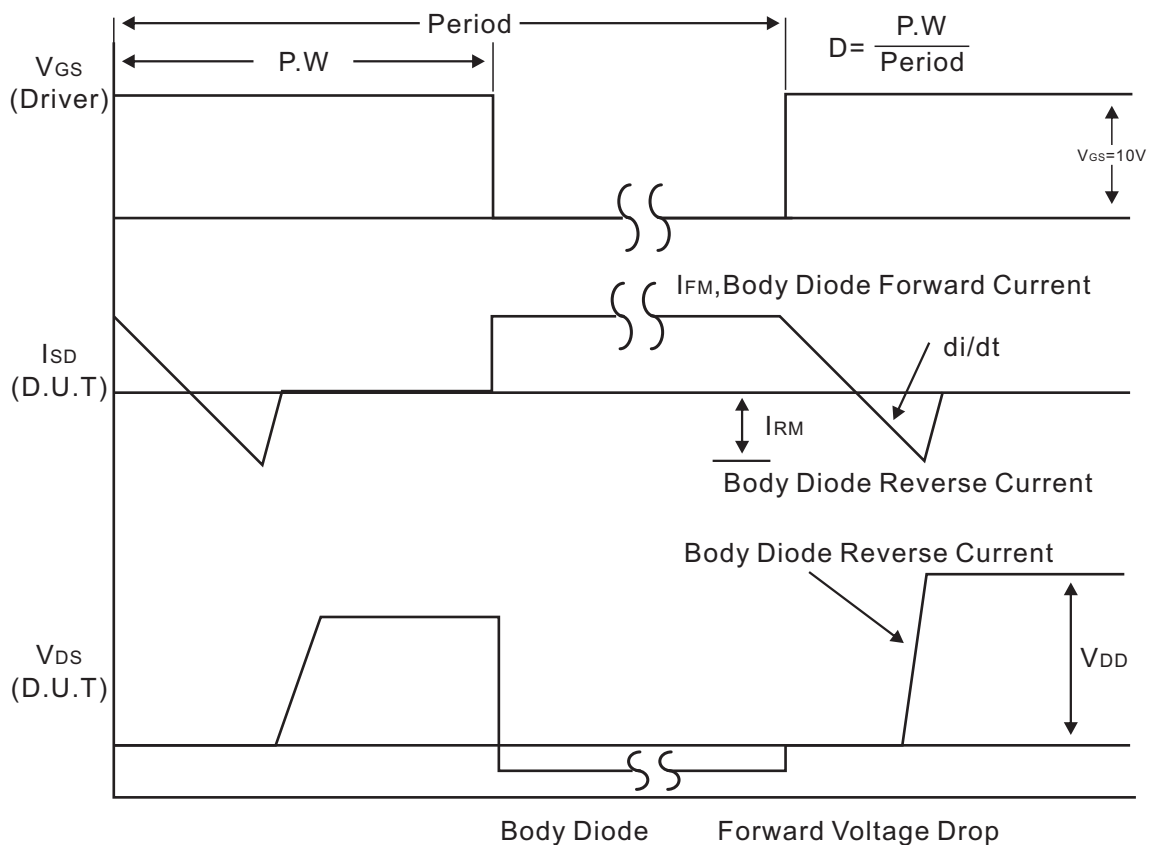 Period
P.W
D= P.W
Period
VGS
(Driver)
VGS=10V
IFM,Body Diode Forward Current
ISD
(D.U.T)
di/dt
IRM
Body Diode Reverse Current
Body Diode Reverse Current
VDS
(D.U.T)
VDD
Body Diode Forward Voltage Drop